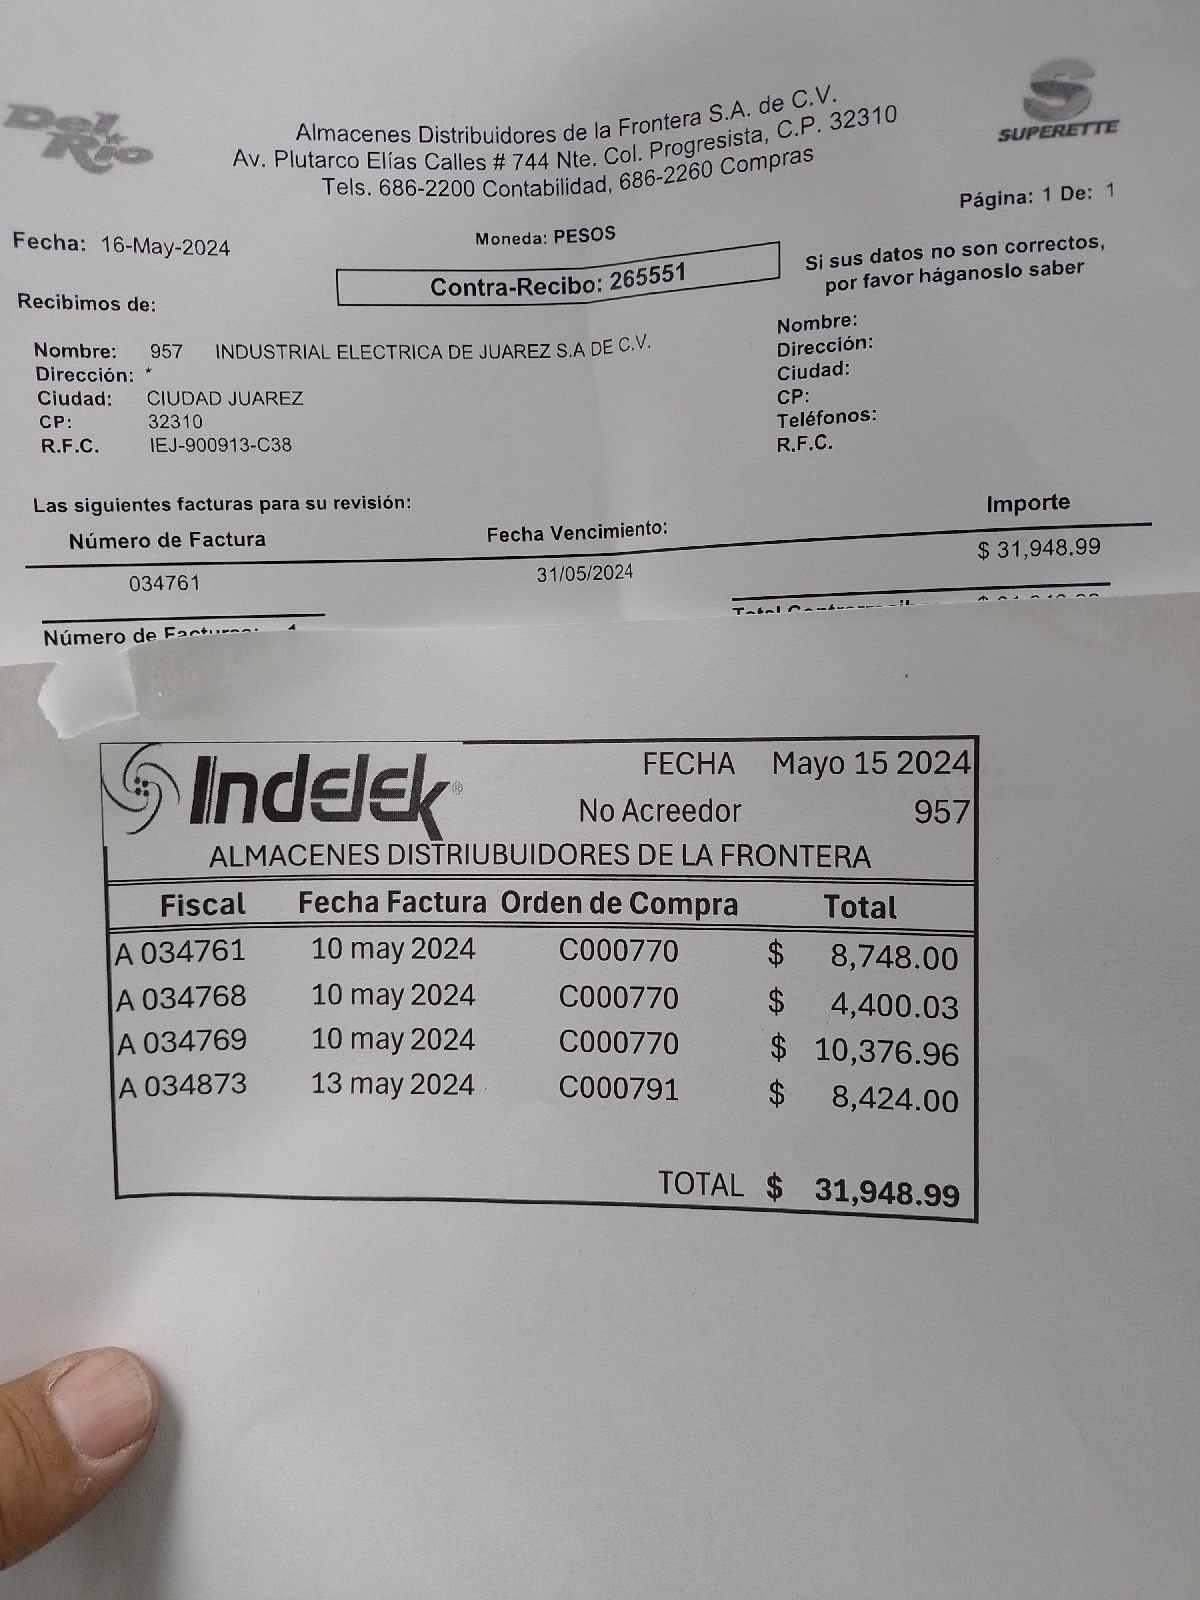 Del Rio
SUPERETTE
Almacenes Distribuidores de la Frontera S.A. de C.V.
Av. Plutarco Elías Calles # 744 Nte. Col. Progresista, C.P. 32310
Tels. 686-2200 Contabilidad, 686-2260 Compras
Página: 1 De: 1
Fecha: 16-May-2024
Moneda: PESOS
Contra-Recibo: 265551
Si sus datos no son correctos,
por favor háganoslo saber
Recibimos de:
Nombre: 957 INDUSTRIAL ELECTRICA DE JUAREZ S.A DE C.V.
Dirección: *
Ciudad: CIUDAD JUAREZ
CP: 32310
R.F.C. IEJ-900913-C38
Nombre:
Dirección:
Ciudad:
CP:
Teléfonos:
R.F.C.
Las siguientes facturas para su revisión:
Número de Factura Fecha Vencimiento: Importe
034761 31/05/2024 $ 31,948.99
Número de Facturas: 1
Indelek®
FECHA Mayo 15 2024
No Acreedor 957
ALMACENES DISTRIUBUIDORES DE LA FRONTERA
Fiscal Fecha Factura Orden de Compra Total
A 034761 10 may 2024 C000770 $ 8,748.00
A 034768 10 may 2024 C000770 $ 4,400.03
A 034769 10 may 2024 C000770 $ 10,376.96
A 034873 13 may 2024 C000791 $ 8,424.00
TOTAL $ 31,948.99